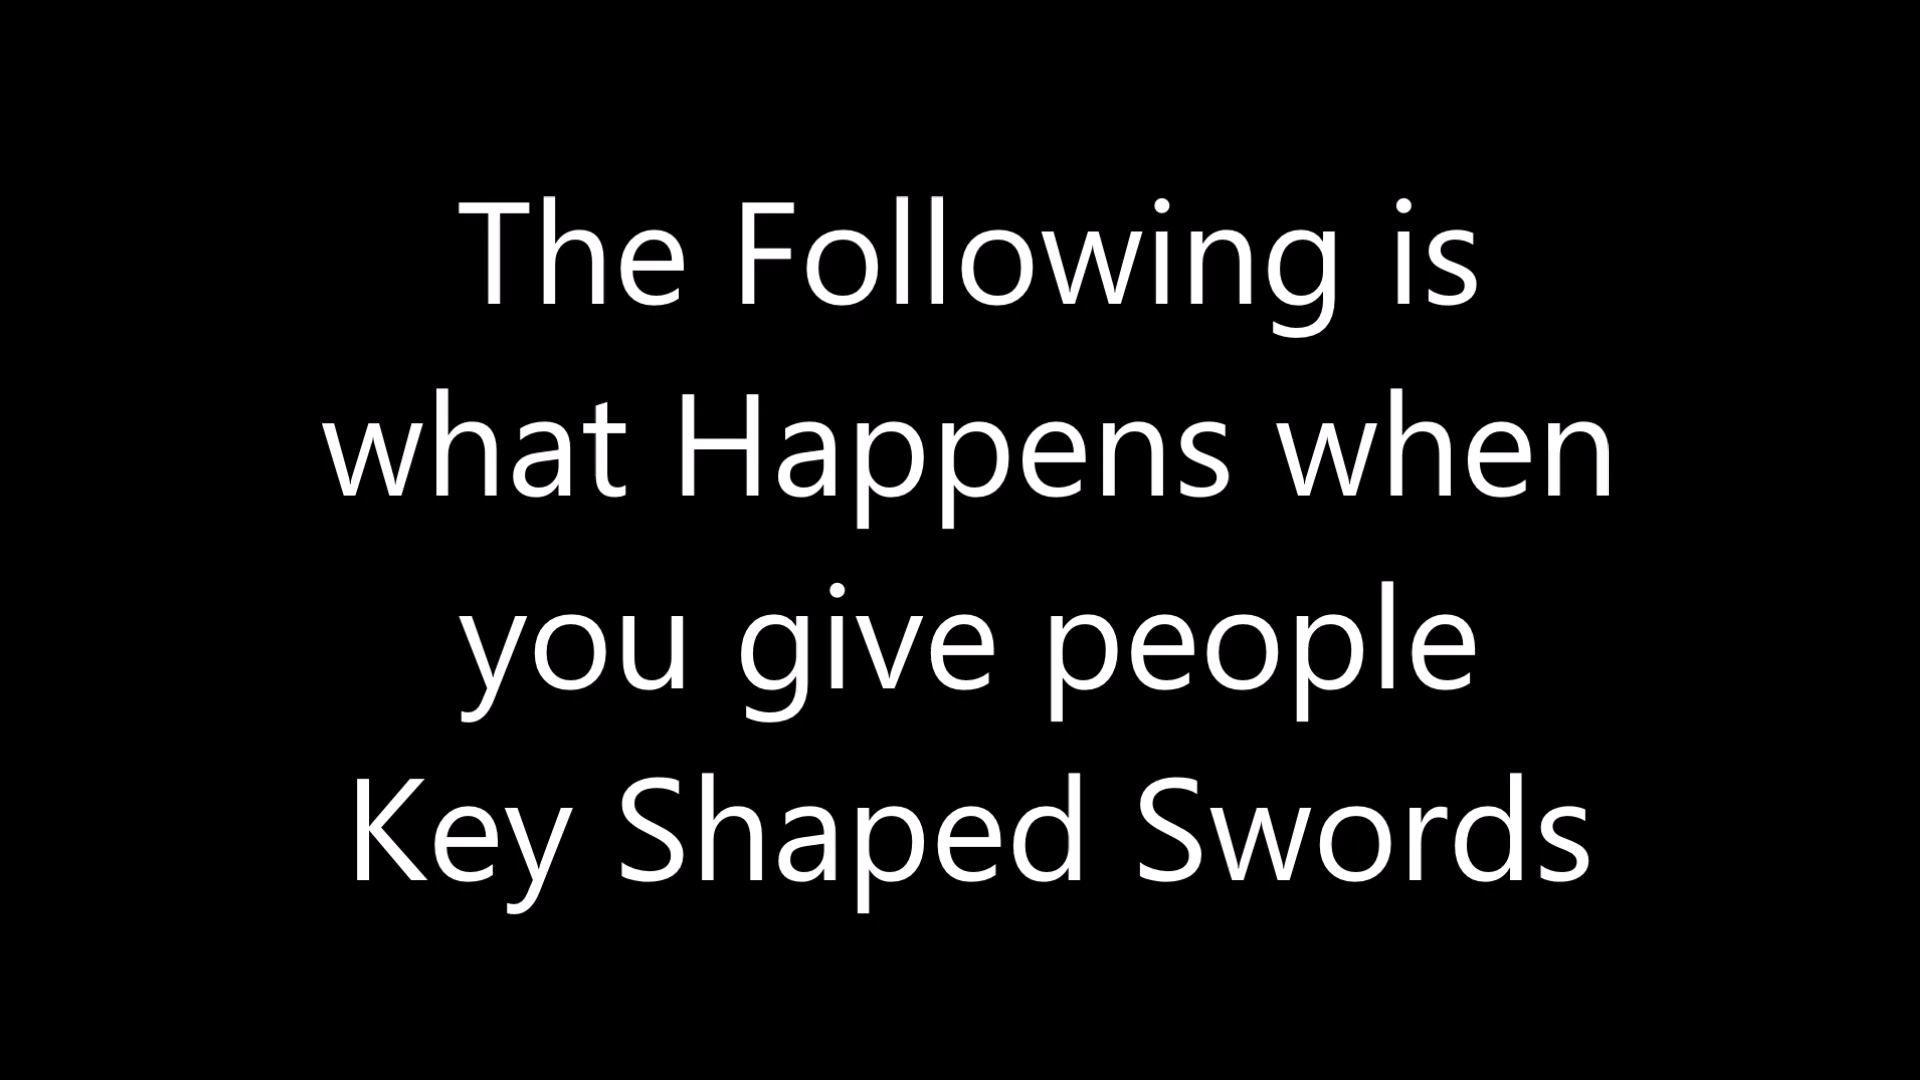 The Following is
what Happens when
you give people
Key Shaped Swords